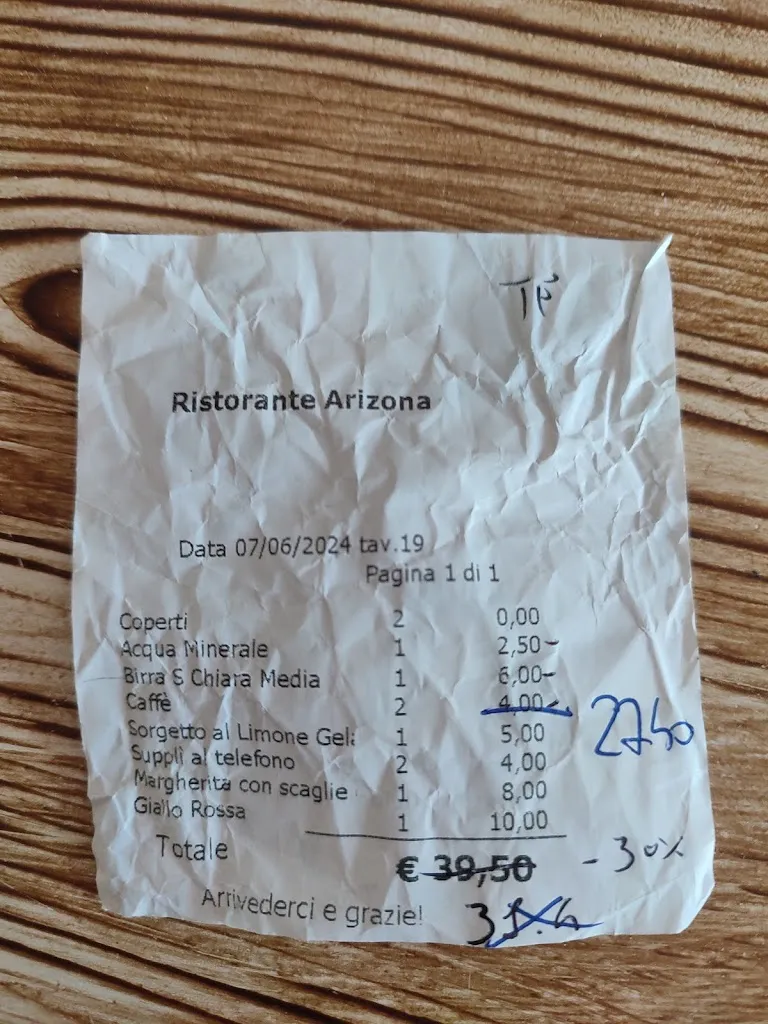 TF
Ristorante Arizona
Data 07/06/2024 tav.19
Pagina 1 di 1
Coperti 2 0,00
Acqua Minerale 1 2,50
Birra S Chiara Media 1 6,00
Caffè 2 4,00
Sorgetto al Limone Gel 1 5,00
2750
Supplì al telefono 2 4,00
Margherita con scaglie 1 8,00
Giallo Rossa 1 10,00
Totale € 39,50
-30%
Arrivederci e grazie!